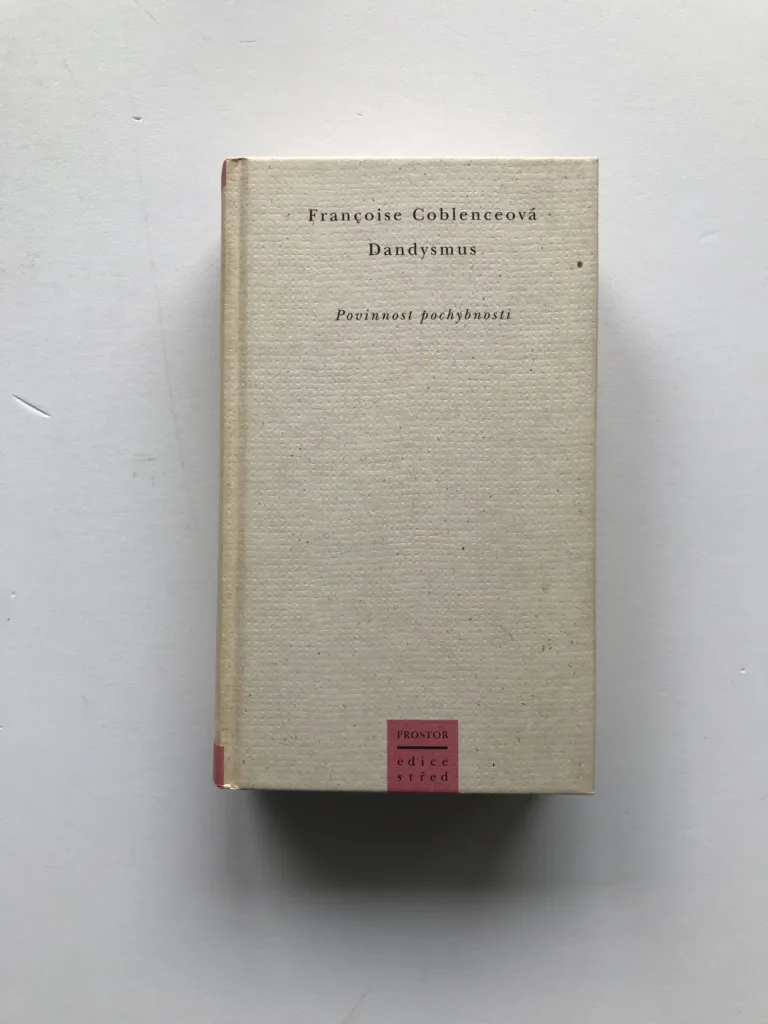 Françoise Coblenceová
Dandysmus
Povinnost pochybnosti
PROSTOR
edice
střed